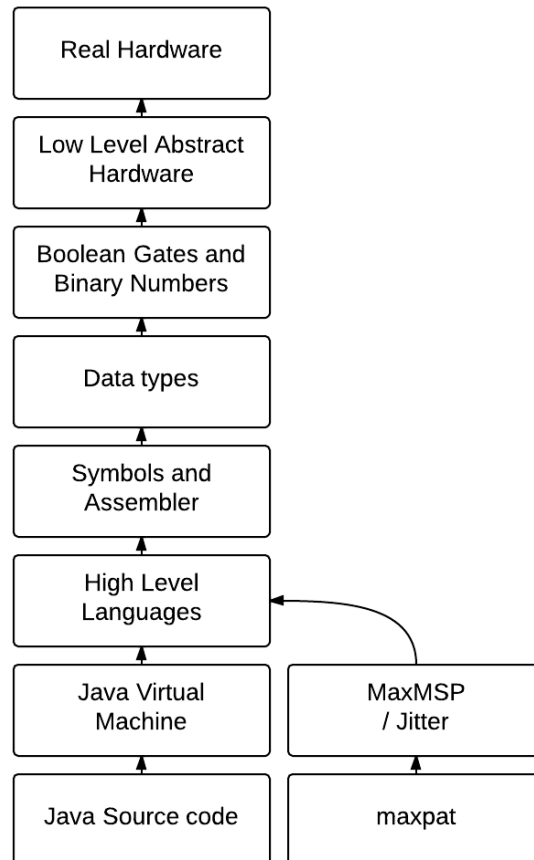 Real Hardware
Low Level Abstract
Hardware
Boolean Gates and
Binary Numbers
Data types
Symbols and
Assembler
High Level
Languages
Java Virtual
Machine
MaxMSP
/ Jitter
Java Source code
maxpat